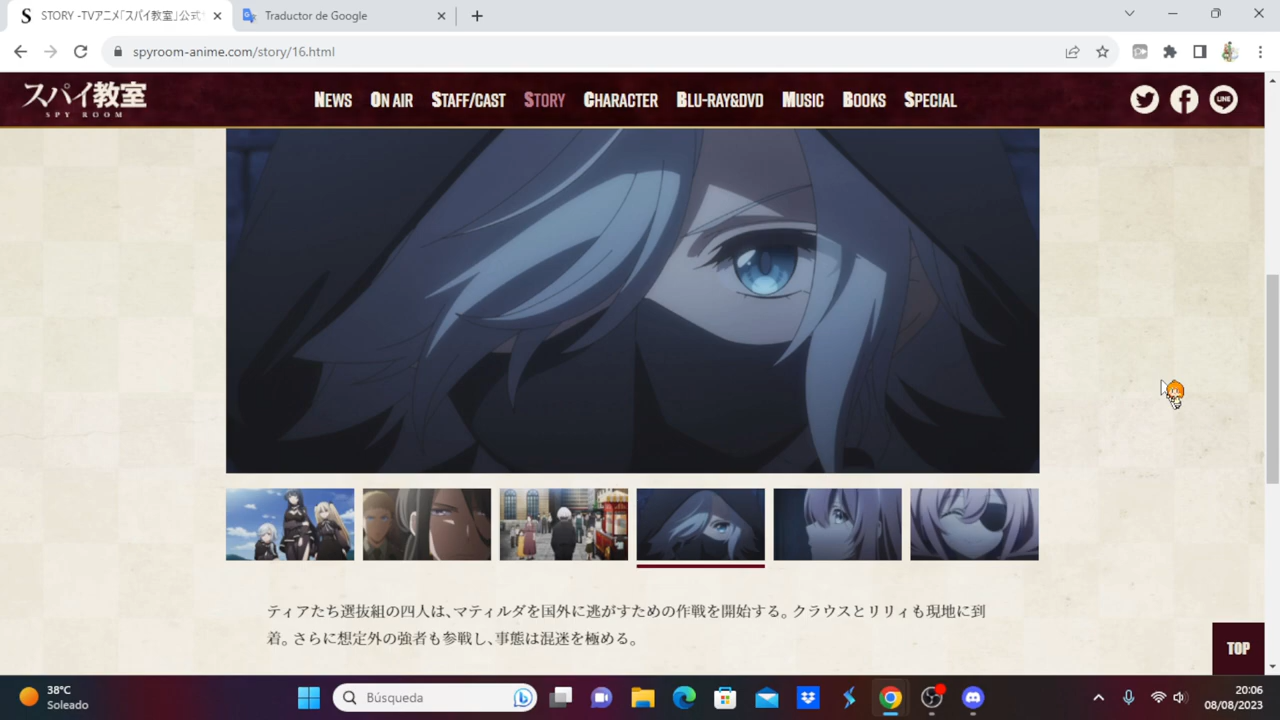 STORY -TVアニメ「スパイ教室」公式サ
Traductor de Google
spyroom-anime.com/story/16.html
スパイ教室
SPY ROOM
NEWS ON AIR STAFF/CAST STORY CHARACTER BLU-RAY&DVD MUSIC BOOKS SPECIAL
LINE
ティアたち選抜組の四人は、マティルダを国外に逃がすための作戦を開始する。クラウスとリリィも現地に到
着。さらに想定外の強者も参戦し、事態は混迷を極める。
TOP
38°C
Soleado
Búsqueda
20:06
08/08/2023